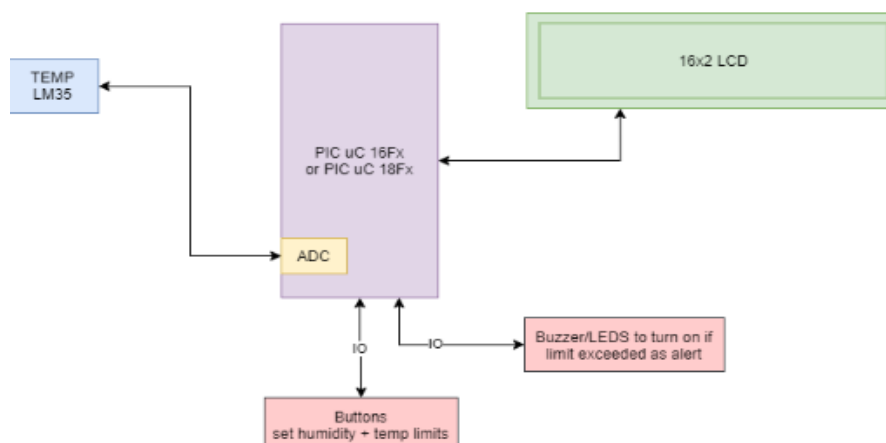 TEMP
LM35
16x2 LCD
PIC uC 16Fx
or PIC uC 18Fx
ADC
IO
IO
Buzzer/LEDS to turn on if
limit exceeded as alert
Buttons
set humidity + temp limits